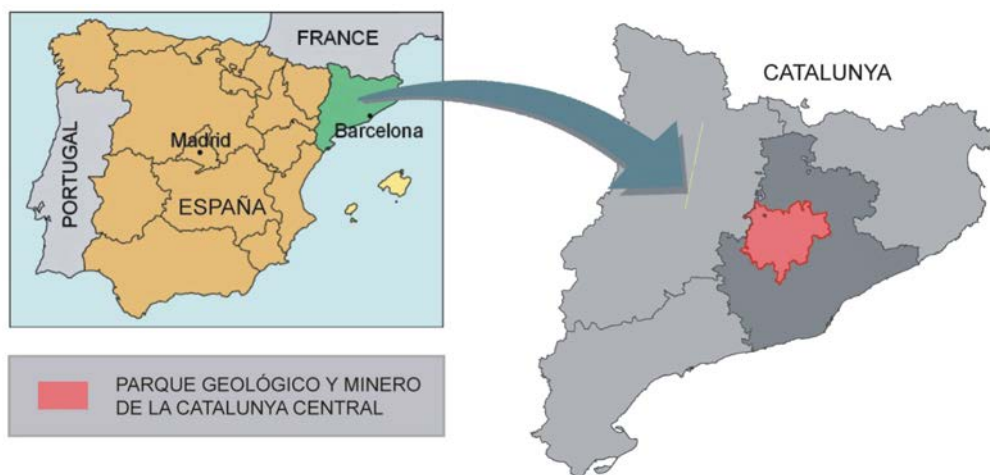 FRANCE
CATALUNYA
Barcelona
Madrid
PORTUGAL
ESPAÑA
PARQUE GEOLÓGICO Y MINERO
DE LA CATALUNYA CENTRAL